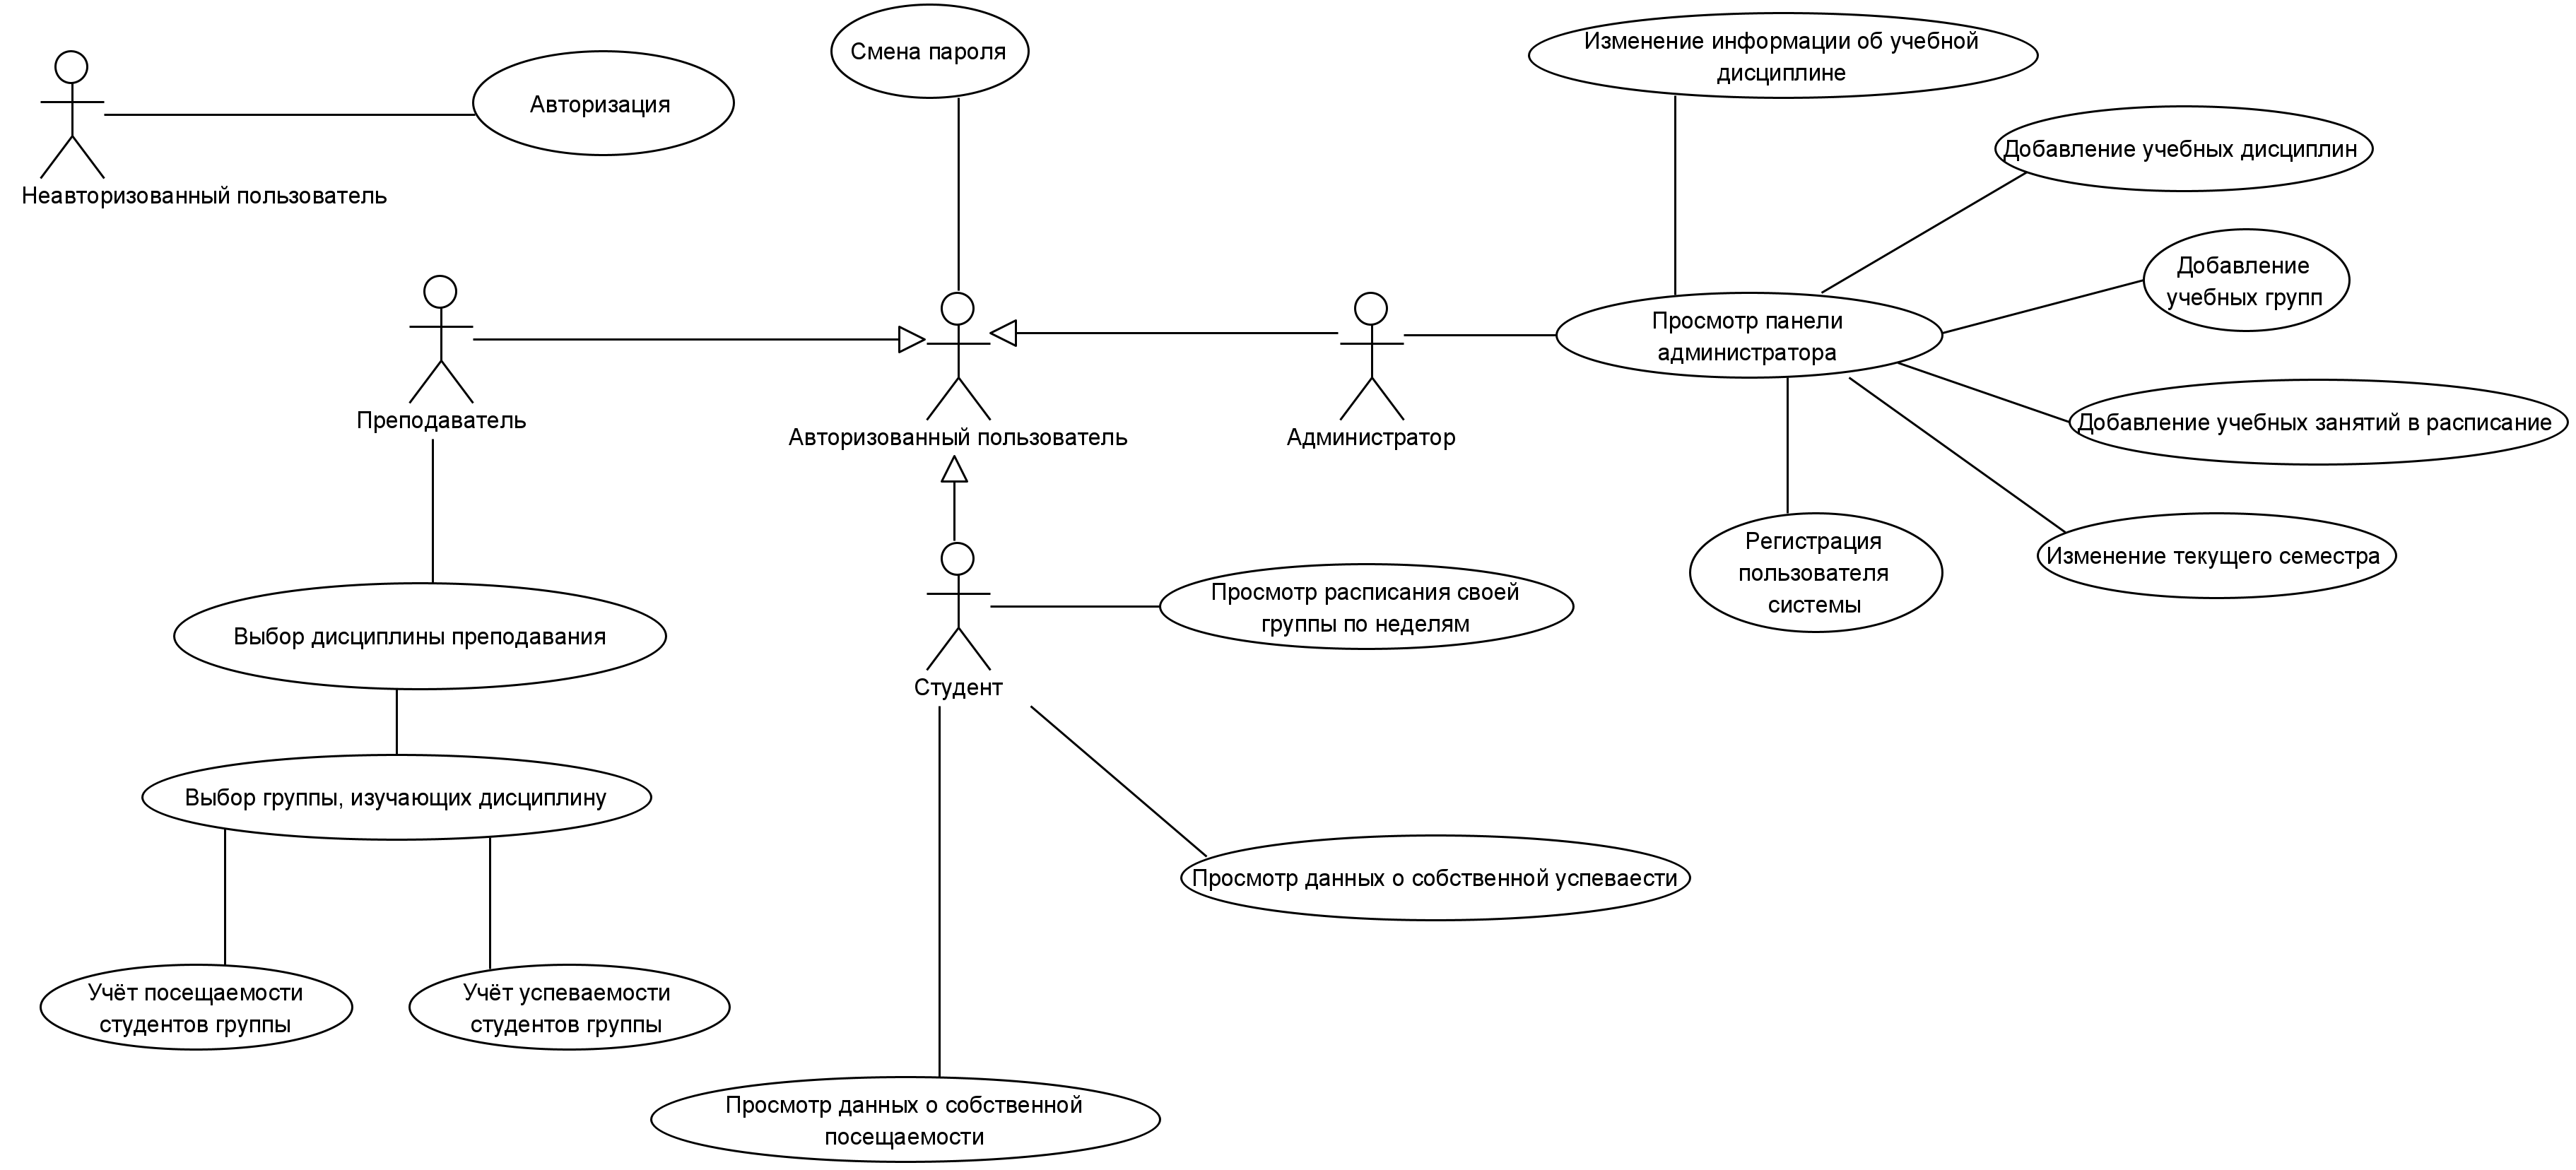 Смена пароля
Изменение информации об учебной
дисциплине
Авторизация
Добавление учебных дисциплин
Неавторизованный пользователь
Добавление
учебных групп
Просмотр панели
администратора
Преподаватель
Авторизованный пользователь
Администратор
Добавление учебных занятий в расписание
Регистрация
пользователя
системы
Изменение текущего семестра
Просмотр расписания своей
группы по неделям
Выбор дисциплины преподавания
Студент
Выбор группы, изучающих дисциплину
Просмотр данных о собственной успеваести
Учёт посещаемости
студентов группы
Учёт успеваемости
студентов группы
Просмотр данных о собственной
посещаемости